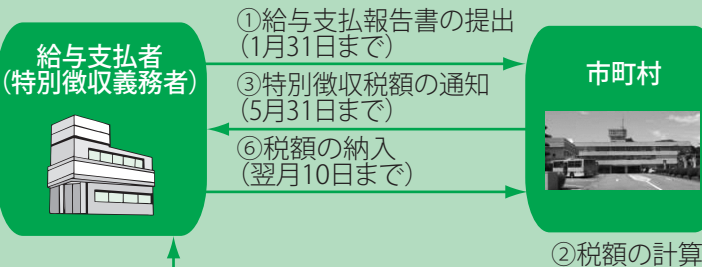 ①給与支払報告書の提出
(1月31日まで)
給与支払者
(特別徴収義務者)
市町村
③特別徴収税額の通知
(5月31日まで)
⑥税額の納入
(翌月10日まで)
②税額の計算